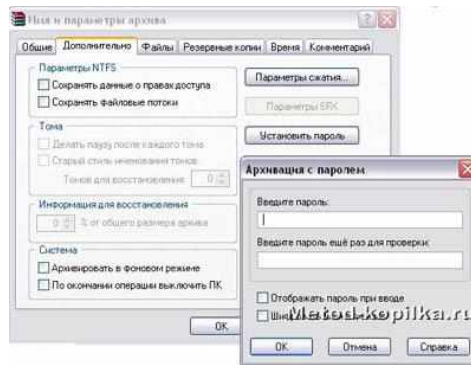 Имя и параметры архива
Общие Дополнительно Файлы Резервные копии Время Комментарий
Параметры NTFS
Сохранять данные о правах доступа
Сохранять файловые потоки
Параметры сжатия...
Параметры SFX
Установить пароль
Тома
Делать паузу после каждого тома
Старый стиль именования томов
Томов для восстановления 0
Информация для восстановления
0 % от общего размера архива
Система
Архивировать в фоновом режиме
По окончании операции выключить ПК
OK
Архивация с паролем
Введите пароль:
Введите пароль ещё раз для проверки:
Отображать пароль при вводе
Metod-kopilka.ru
OK Отмена Справка